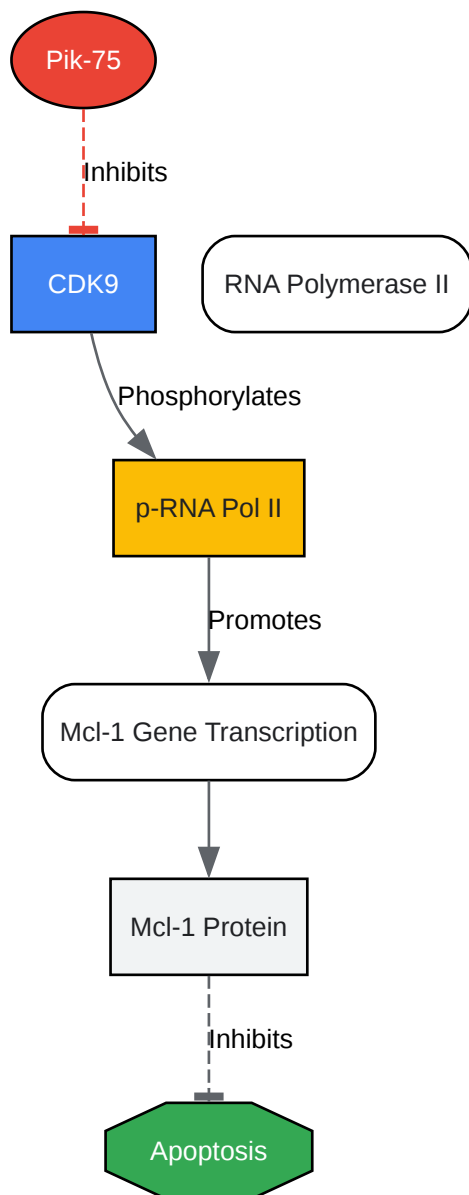 Pik-75
Inhibits
CDK9
RNA Polymerase II
Phosphorylates
p-RNA Pol II
Promotes
Mcl-1 Gene Transcription
Mcl-1 Protein
Inhibits
Apoptosis